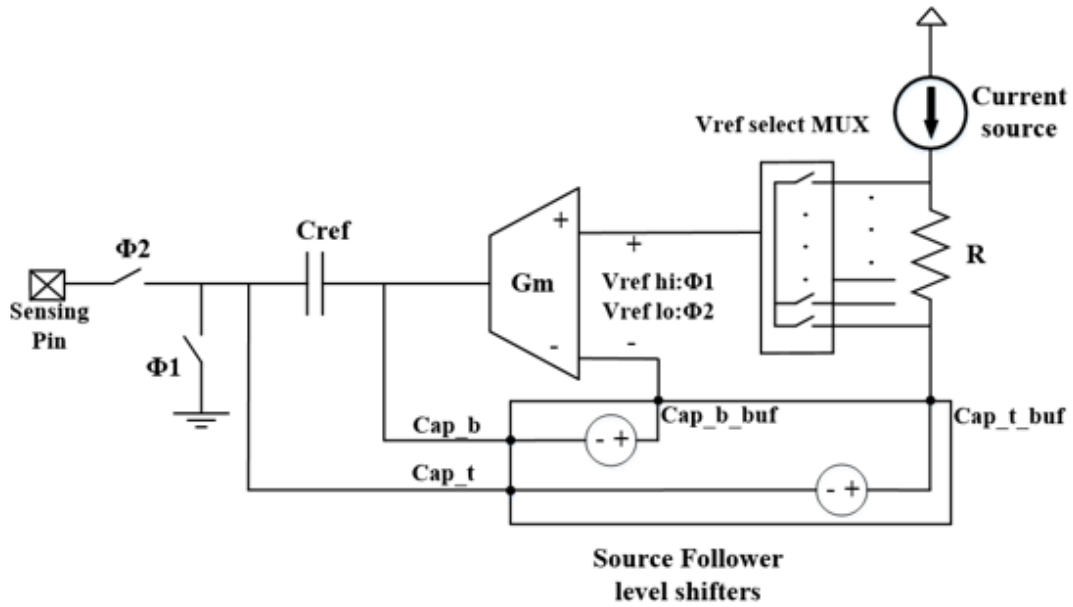 Current
source
Vref select MUX
Cref
Φ2
+
+
Gm
Vref hi:Φ1
Vref lo:Φ2
R
Sensing
Pin
-
-
Φ1
Cap_b
- +
Cap_b_buf
Cap_t_buf
Cap_t
- +
Source Follower
level shifters